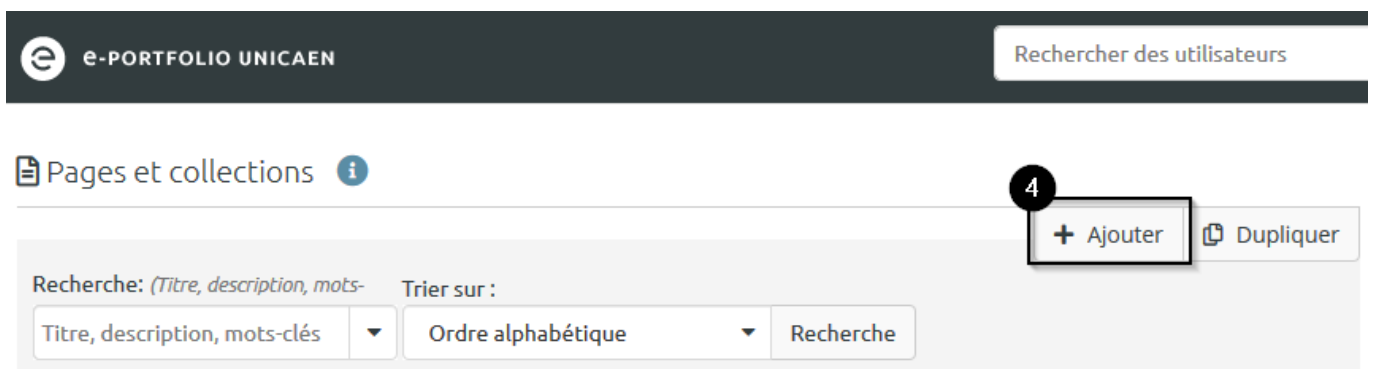 e e-PORTFOLIO UNICAEN
Rechercher des utilisateurs
Pages et collections i
4
+ Ajouter
Dupliquer
Recherche: (Titre, description, mots-
Trier sur :
Titre, description, mots-clés
Ordre alphabétique
Recherche